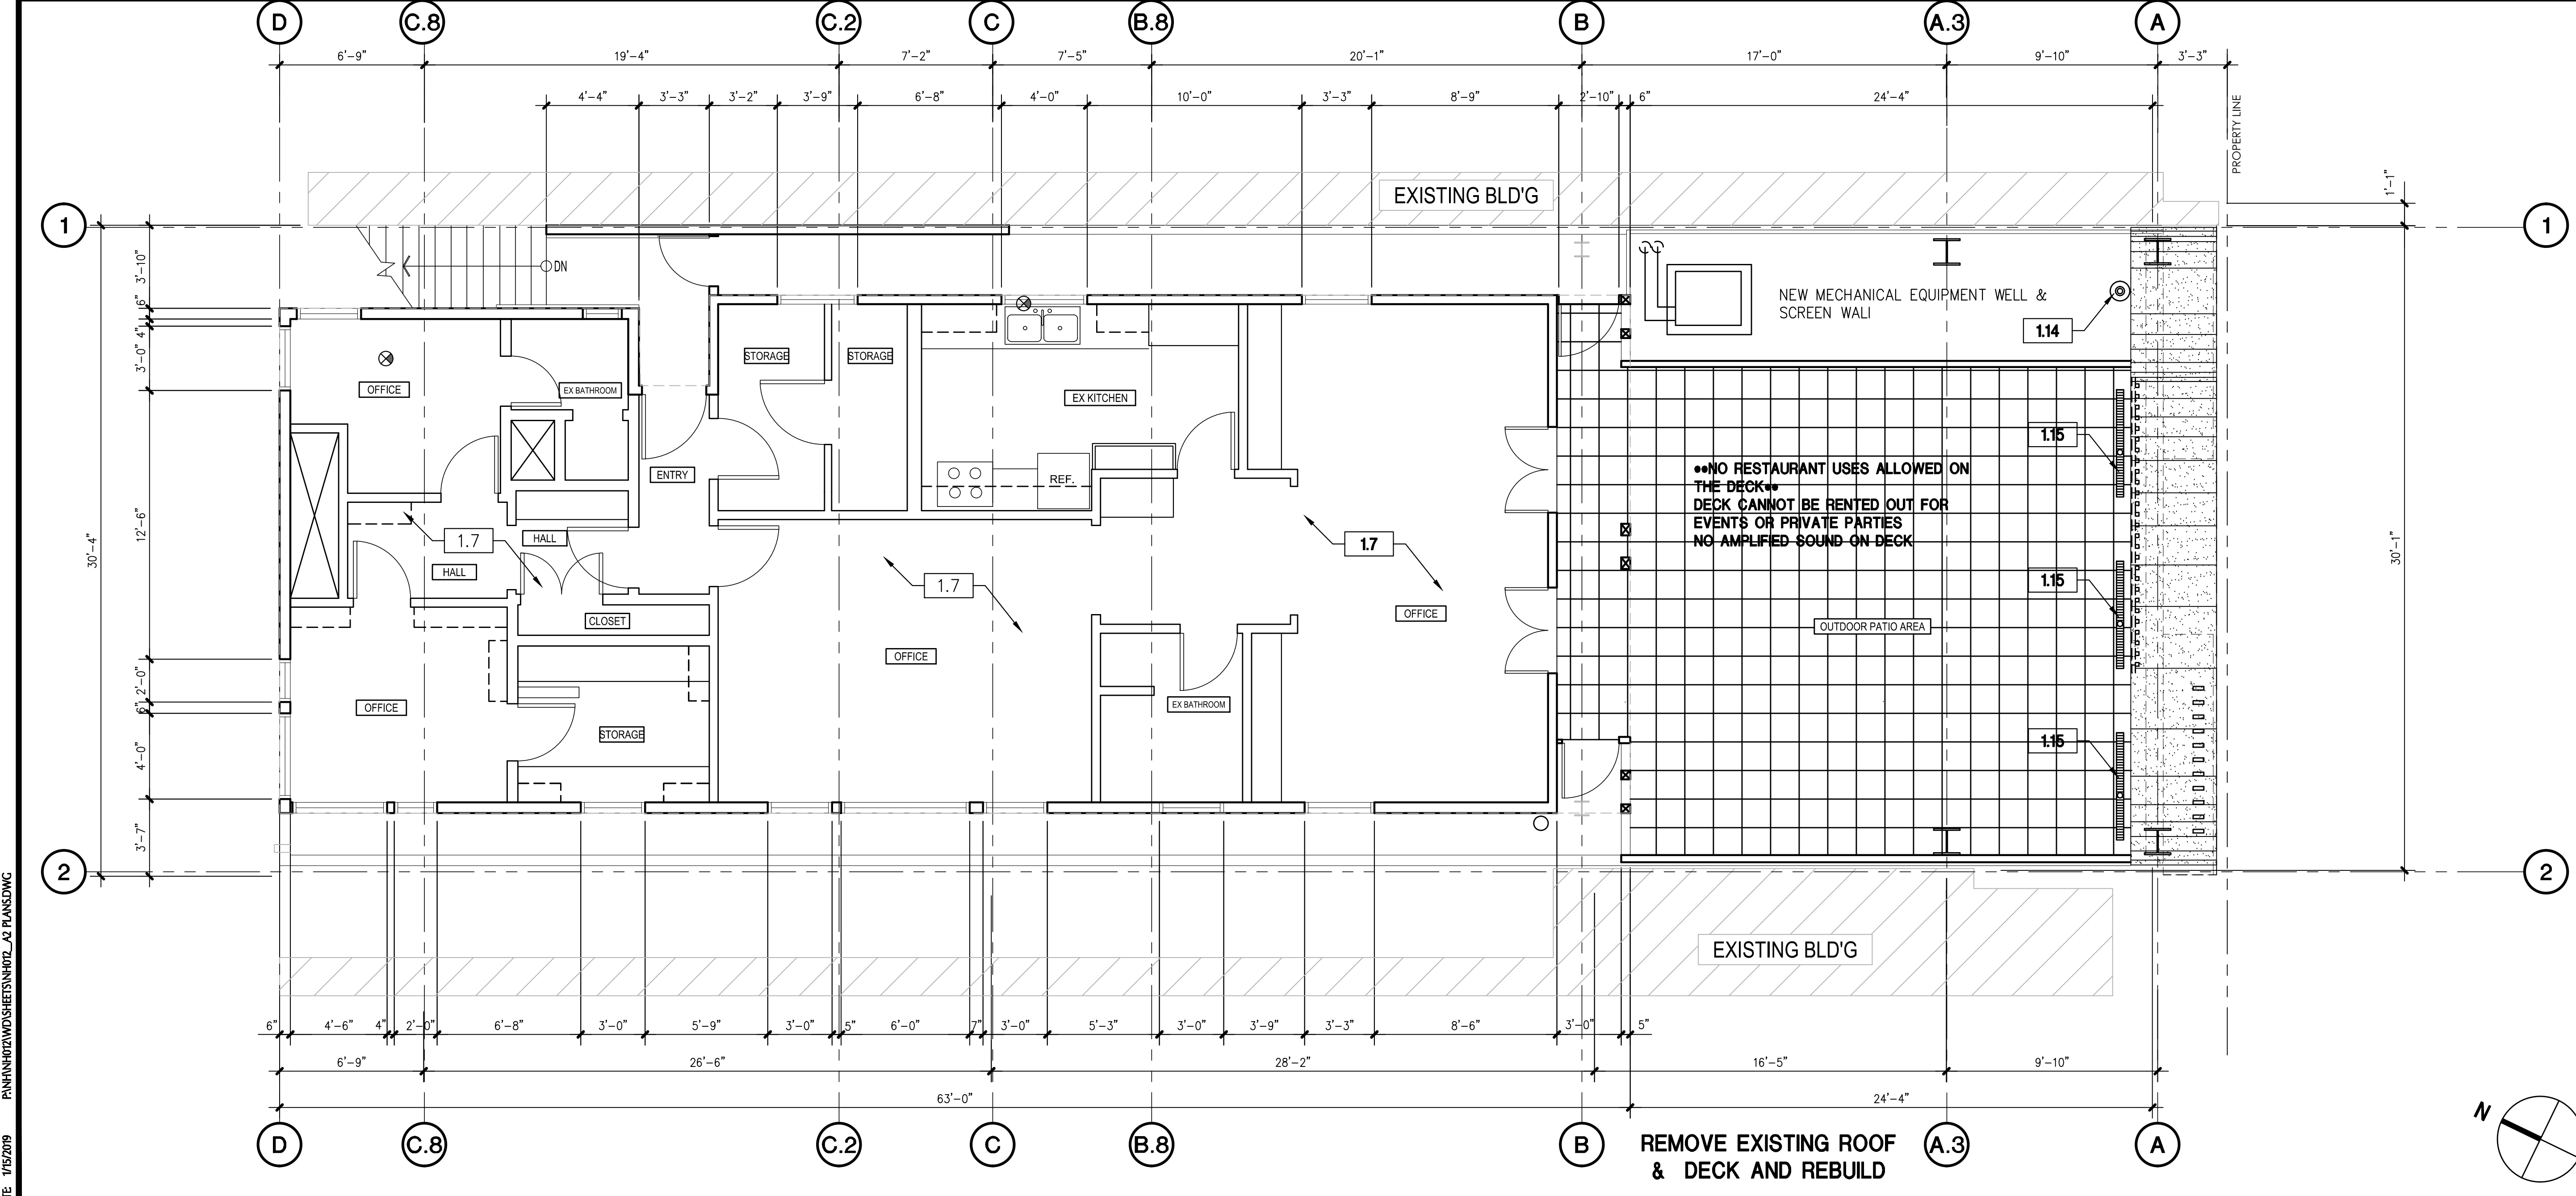 D C.8 C.2 C B.8 B A.3 A
6'-9" 19'-4" 7'-2" 7'-5" 20'-1" 17'-0" 9'-10" 3'-3"
4'-4" 3'-3" 3'-2" 3'-9" 6'-8" 4'-0" 10'-0" 3'-3" 8'-9" 2'-10" 6" 24'-4"
PROPERTY LINE
1'-1"
EXISTING BLD'G
1
1
3'-10"
6"
4"
3'-0"
12'-6"
30'-4"
2'-0"
6"
4'-0"
3'-7"
30'-1"
DN
NEW MECHANICAL EQUIPMENT WELL &
SCREEN WALl
1.14
STORAGE
STORAGE
OFFICE
EX BATHROOM
EX KITCHEN
1.15
ENTRY
REF.
••NO RESTAURANT USES ALLOWED ON
THE DECK••
DECK CANNOT BE RENTED OUT FOR
EVENTS OR PRIVATE PARTIES
NO AMPLIFIED SOUND ON DECK
1.7
HALL
1.7
HALL
1.7
1.15
CLOSET
OFFICE
OUTDOOR PATIO AREA
OFFICE
OFFICE
EX BATHROOM
STORAGE
1.15
2
2
EXISTING BLD'G
6" 4'-6" 4" 2'-0" 6'-8" 3'-0" 5'-9" 3'-0" 5" 6'-0" 7" 3'-0" 5'-3" 3'-0" 3'-9" 3'-3" 8'-6" 3'-0" 5"
6'-9" 26'-6" 28'-2" 16'-5" 9'-10"
63'-0" 24'-4"
D C.8 C.2 C B.8 B A.3 A
REMOVE EXISTING ROOF
& DECK AND REBUILD
N
P:\NH\NH012\WD\SHEETS\NH012_A2 PLANS.DWG
1/15/2019